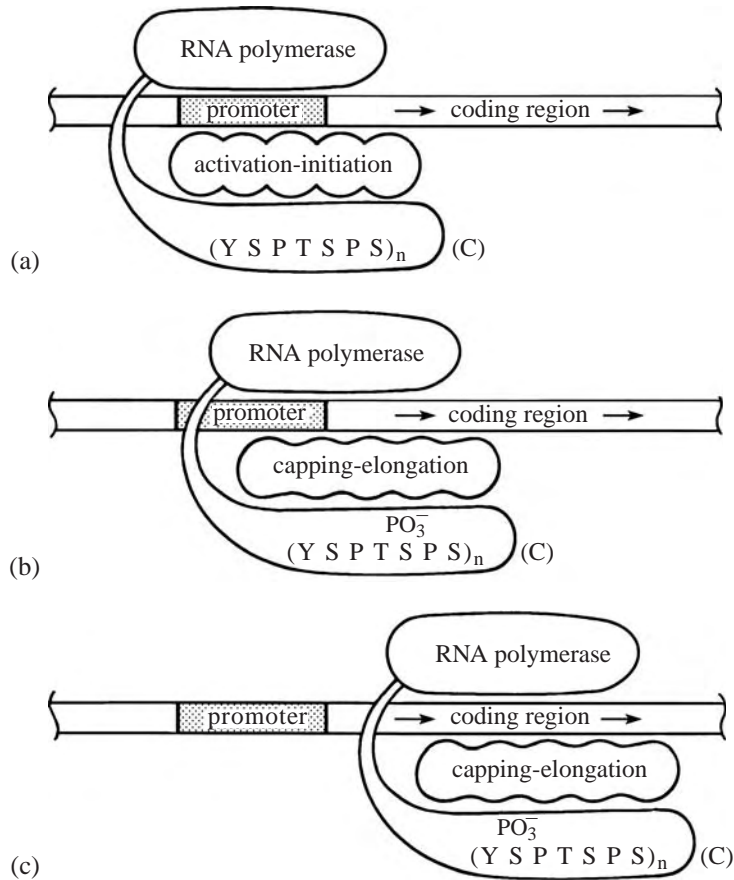 RNA polymerase
promoter → coding region →
activation-initiation
(a) (Y S P T S P S)n (C)
RNA polymerase
promoter → coding region →
capping-elongation
PO3−
(b) (Y S P T S P S)n (C)
RNA polymerase
promoter → coding region →
capping-elongation
PO3−
(c) (Y S P T S P S)n (C)